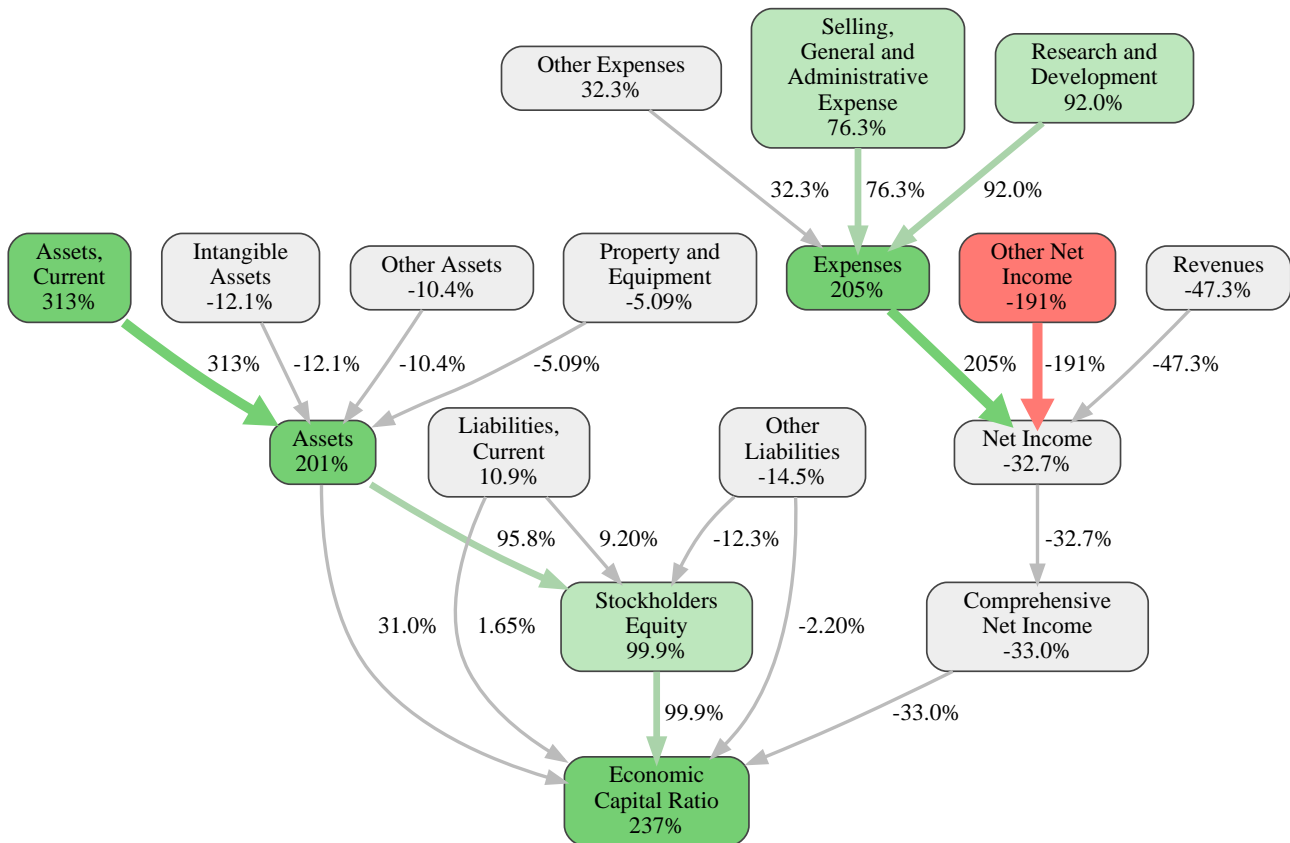 Selling,
General and
Administrative
Expense
76.3%
Research and
Development
92.0%
Other Expenses
32.3%
32.3%
76.3%
92.0%
Assets,
Current
313%
Intangible
Assets
-12.1%
Other Assets
-10.4%
Property and
Equipment
-5.09%
Expenses
205%
Other Net
Income
-191%
Revenues
-47.3%
313%
-12.1%
-10.4%
-5.09%
205%
-191%
-47.3%
Assets
201%
Liabilities,
Current
10.9%
Other
Liabilities
-14.5%
Net Income
-32.7%
95.8%
9.20%
-12.3%
-32.7%
Stockholders
Equity
99.9%
Comprehensive
Net Income
-33.0%
31.0%
1.65%
-2.20%
99.9%
-33.0%
Economic
Capital Ratio
237%